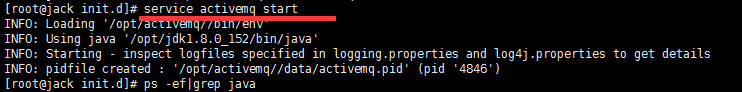 [root@jack init.d]# service activemq start
INFO: Loading '/opt/activemq//bin/env'
INFO: Using java '/opt/jdk1.8.0_152/bin/java'
INFO: Starting - inspect logfiles specified in logging.properties and log4j.properties to get details
INFO: pidfile created : '/opt/activemq//data/activemq.pid' (pid '4846')
[root@jack init.d]# ps -ef|grep java